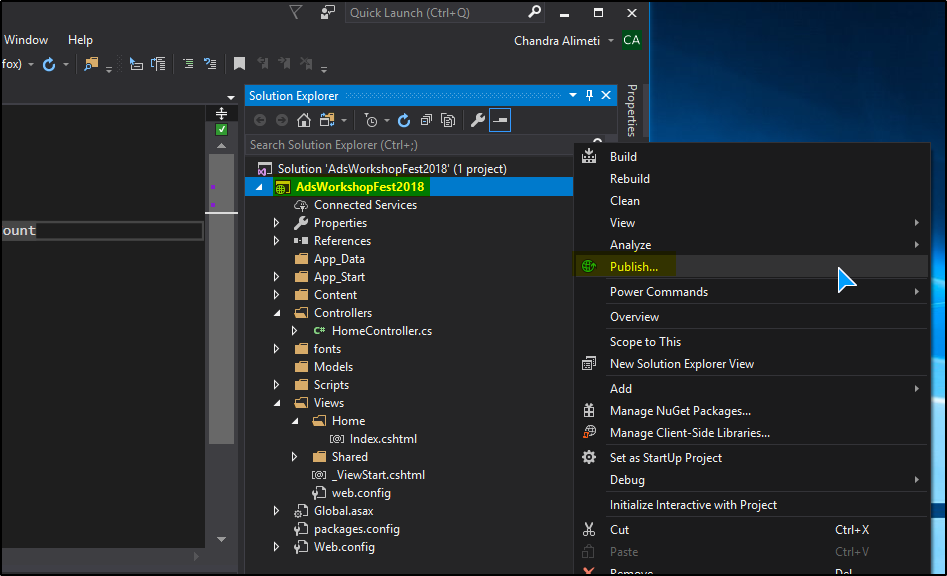 Quick Launch (Ctrl+Q)
Window Help
Chandra Alimeti CA
fox)
Solution Explorer
Properties
Search Solution Explorer (Ctrl+;)
Solution 'AdsWorkshopFest2018' (1 project)
AdsWorkshopFest2018
Connected Services
Properties
References
App_Data
App_Start
Content
Controllers
C# HomeController.cs
fonts
Models
Scripts
Views
Home
[@] Index.cshtml
Shared
[@] _ViewStart.cshtml
web.config
Global.asax
packages.config
Web.config
ount
Build
Rebuild
Clean
View
Analyze
Publish...
Power Commands
Overview
Scope to This
New Solution Explorer View
Add
Manage NuGet Packages...
Manage Client-Side Libraries...
Set as StartUp Project
Debug
Initialize Interactive with Project
Cut Ctrl+X
Paste Ctrl+V
Remove Del